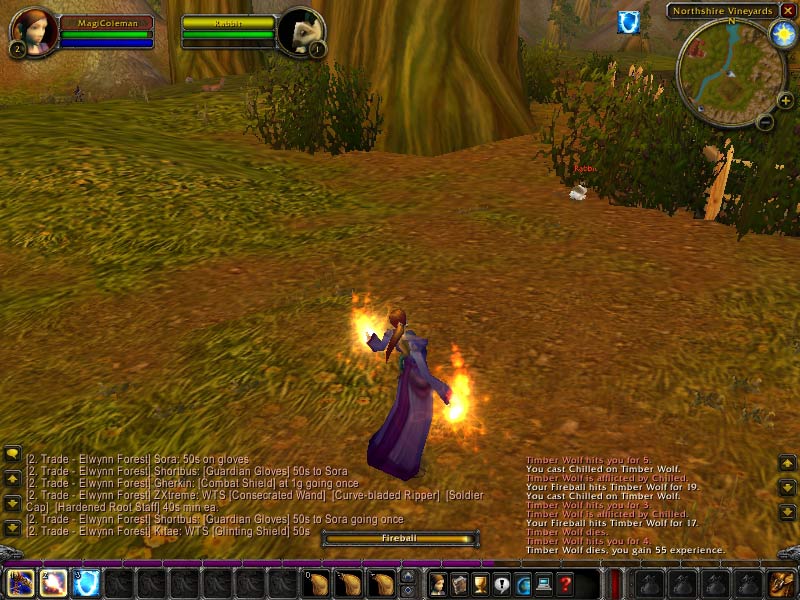 MagiColeman
Rabbit
2
1
Northshire Vineyards
N
Rabbit
[2. Trade - Elwynn Forest] Sora: 50s on gloves
[2. Trade - Elwynn Forest] Shortbus: [Guardian Gloves] 50s to Sora
[2. Trade - Elwynn Forest] Gherkin: [Combat Shield] at 1g going once
[2. Trade - Elwynn Forest] ZXtreme: WTS [Consecrated Wand] [Curve-bladed Ripper] [Soldier
Cap] [Hardened Root Staff] 40s min ea.
[2. Trade - Elwynn Forest] Shortbus: [Guardian Gloves] 50s to Sora going once
[2. Trade - Elwynn Forest] Kitae: WTS [Glinting Shield] 50s
Timber Wolf hits you for 5.
You cast Chilled on Timber Wolf.
Timber Wolf is afflicted by Chilled.
Your Fireball hits Timber Wolf for 19.
You cast Chilled on Timber Wolf.
Timber Wolf hits you for 3.
Timber Wolf is afflicted by Chilled.
Your Fireball hits Timber Wolf for 17.
Timber Wolf dies.
Timber Wolf hits you for 4.
Timber Wolf dies, you gain 55 experience.
Fireball